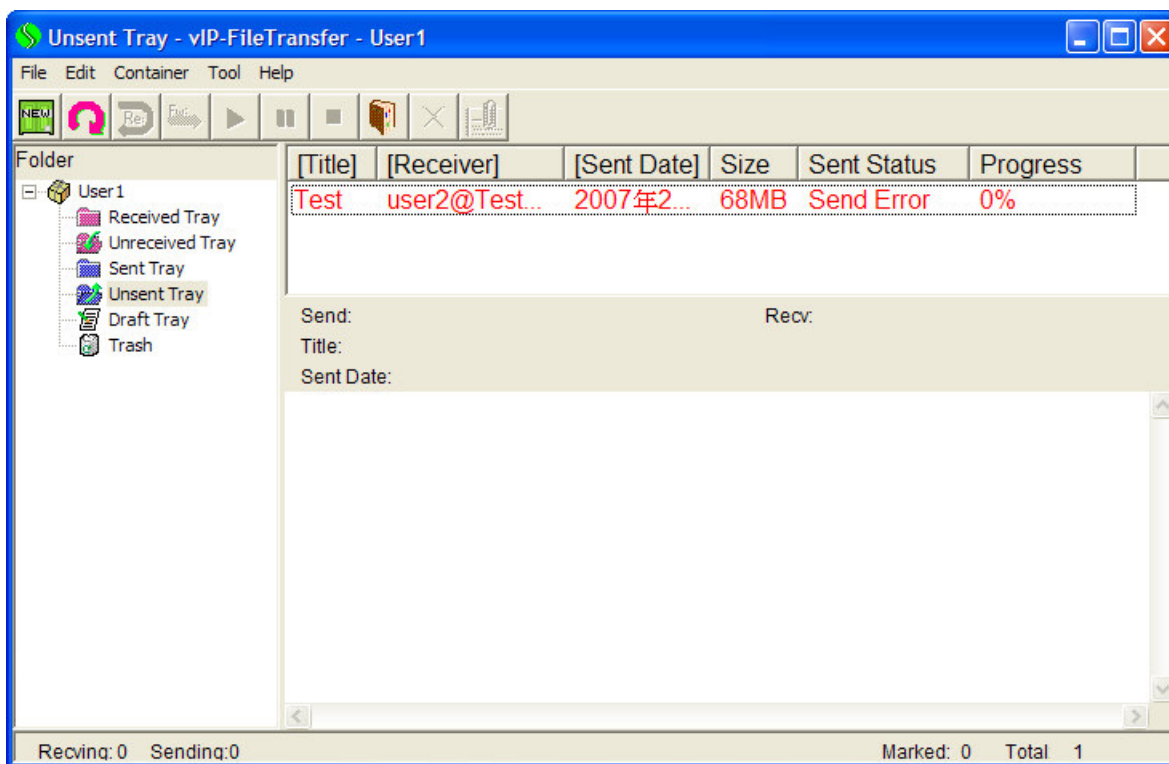 Unsent Tray - vIP-FileTransfer - User1
File Edit Container Tool Help
NEW Re: Fw:
Folder
User1
Received Tray
Unreceived Tray
Sent Tray
Unsent Tray
Draft Tray
Trash
[Title] [Receiver] [Sent Date] Size Sent Status Progress
Test user2@Test... 2007年2... 68MB Send Error 0%
Send: Recv:
Title:
Sent Date:
Recving: 0 Sending:0 Marked: 0 Total 1